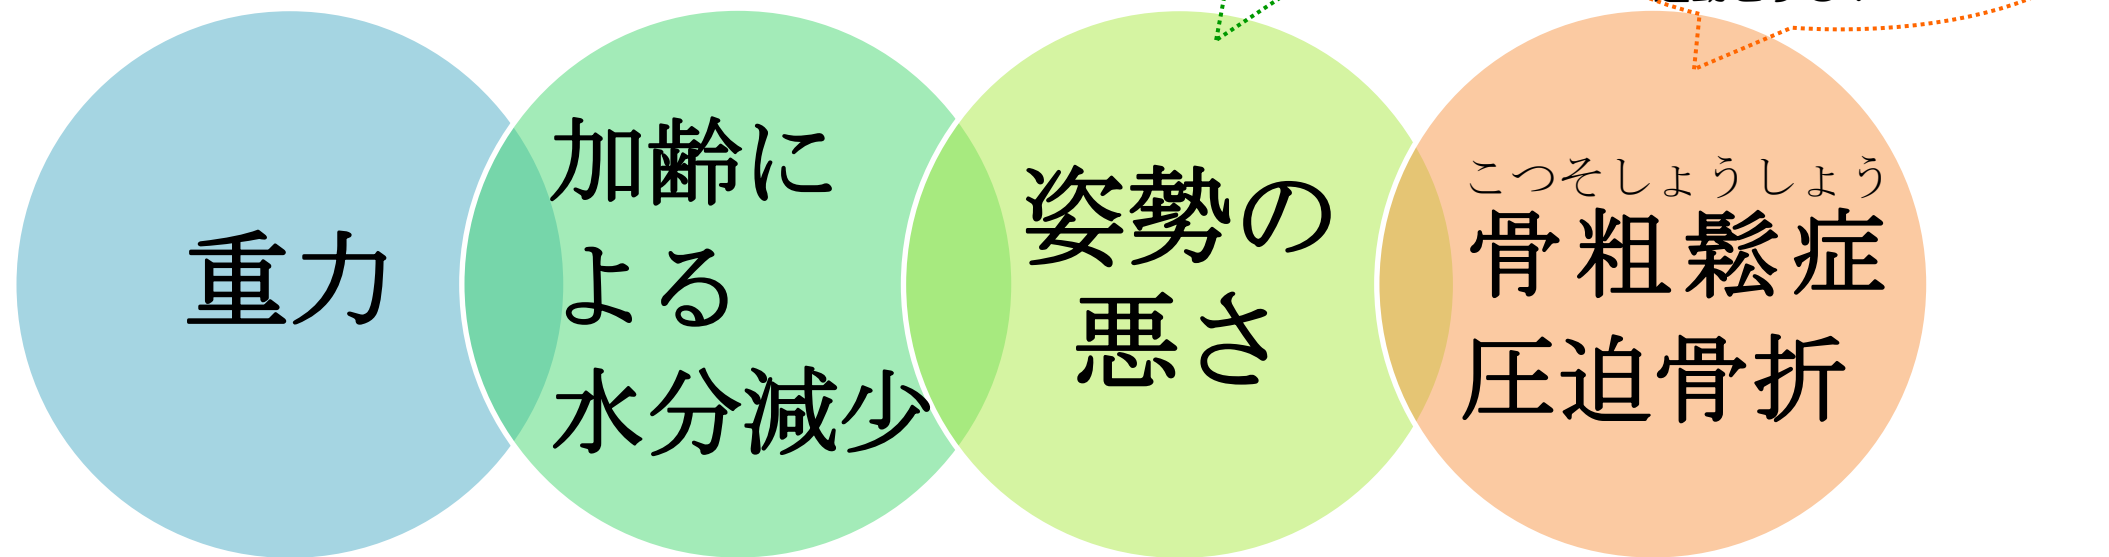 重力
加齢に
よる
水分減少
姿勢の
悪さ
こつそしょうしょう
骨粗鬆症
圧迫骨折